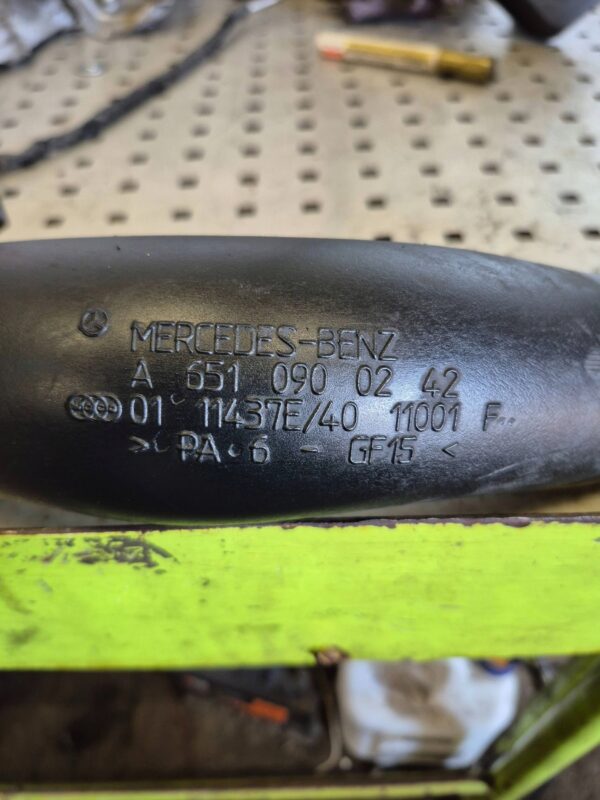 MERCEDES-BENZ
A 651 090 02 42
01 11437E/40 11001 F..
>PA 6 - GF15 <